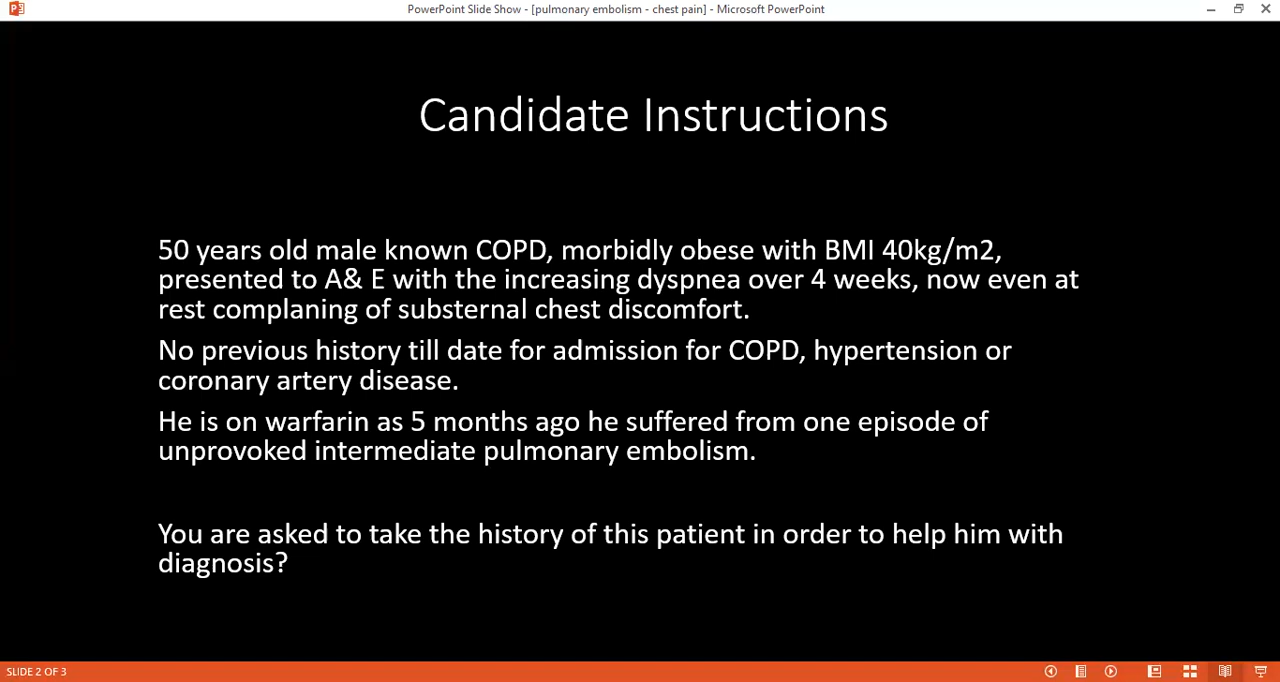 PowerPoint Slide Show - [pulmonary embolism - chest pain] - Microsoft PowerPoint
Candidate Instructions
50 years old male known COPD, morbidly obese with BMI 40kg/m2,
presented to A& E with the increasing dyspnea over 4 weeks, now even at
rest complaning of substernal chest discomfort.
No previous history till date for admission for COPD, hypertension or
coronary artery disease.
He is on warfarin as 5 months ago he suffered from one episode of
unprovoked intermediate pulmonary embolism.
You are asked to take the history of this patient in order to help him with
diagnosis?
SLIDE 2 OF 3